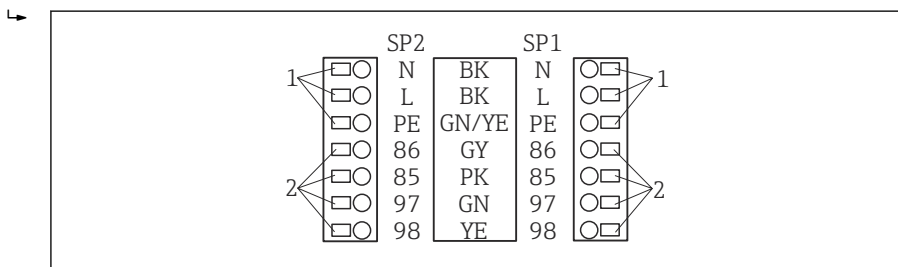 SP2 SP1
1 N BK N 1
L BK L
PE GN/YE PE
86 GY 86
2 85 PK 85 2
97 GN 97
98 YE 98